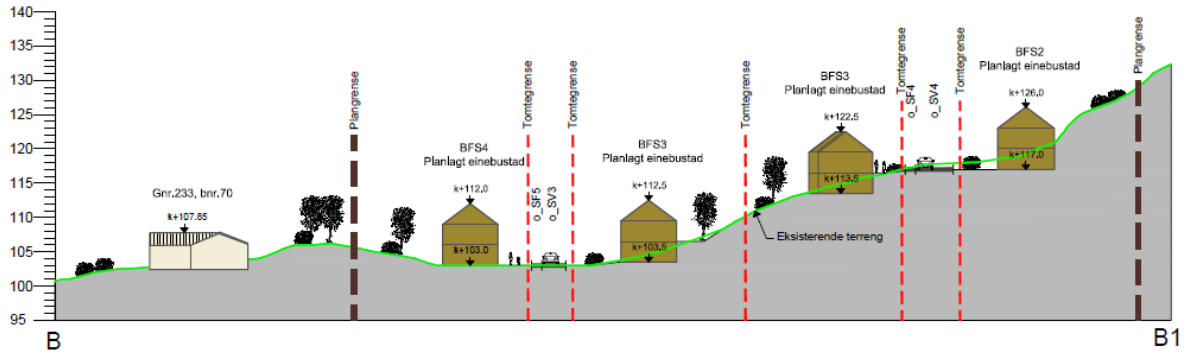 140
135
130
125
120
115
110
105
100
95
Plangrense
Tomtegrense
Tomtegrense
Tomtegrense
Tomtegrense
Tomtegrense
Plangrense
Gnr.233, bnr.70
k+107.85
BFS4
Planlagt einebustad
k+112,0
k+103.0
o_SF5
o_SV3
BFS3
Planlagt einebustad
k+112,5
k+103,5
Eksisterende terreng
BFS3
Planlagt einebustad
k+122.5
k+113.5
o_SF4
o_SV4
BFS2
Planlagt einebustad
k+126,0
k+117.0
B
B1